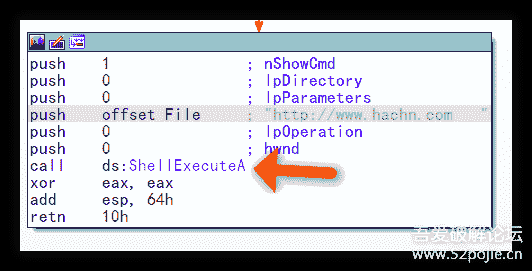 push 1 ; nShowCmd
push 0 ; lpDirectory
push 0 ; lpParameters
push offset File ; "http://www.hachn.com   "
push 0 ; lpOperation
push 0 ; hwnd
call ds:ShellExecuteA
xor eax, eax
add esp, 64h
retn 10h
吾爱破解论坛
www.52pojie.cn